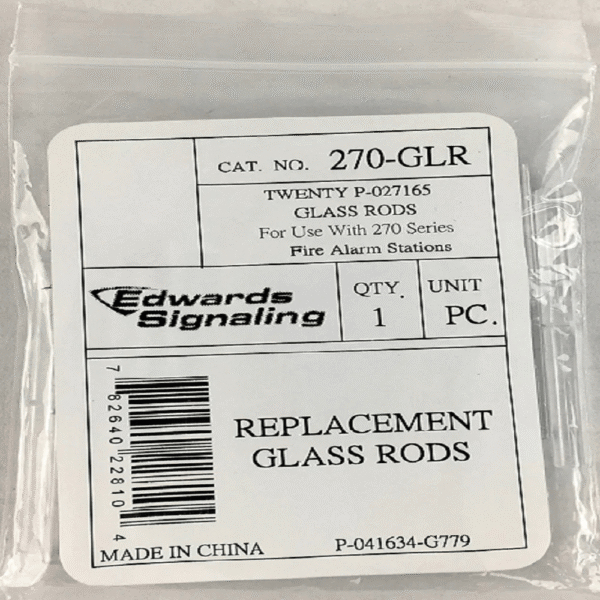 CAT. NO. 270-GLR
TWENTY P-027165
GLASS RODS
For Use With 270 Series
Fire Alarm Stations
Edwards
Signaling
QTY.
1
UNIT
PC.
7 82640 22810 4
REPLACEMENT
GLASS RODS
MADE IN CHINA
P-041634-G779